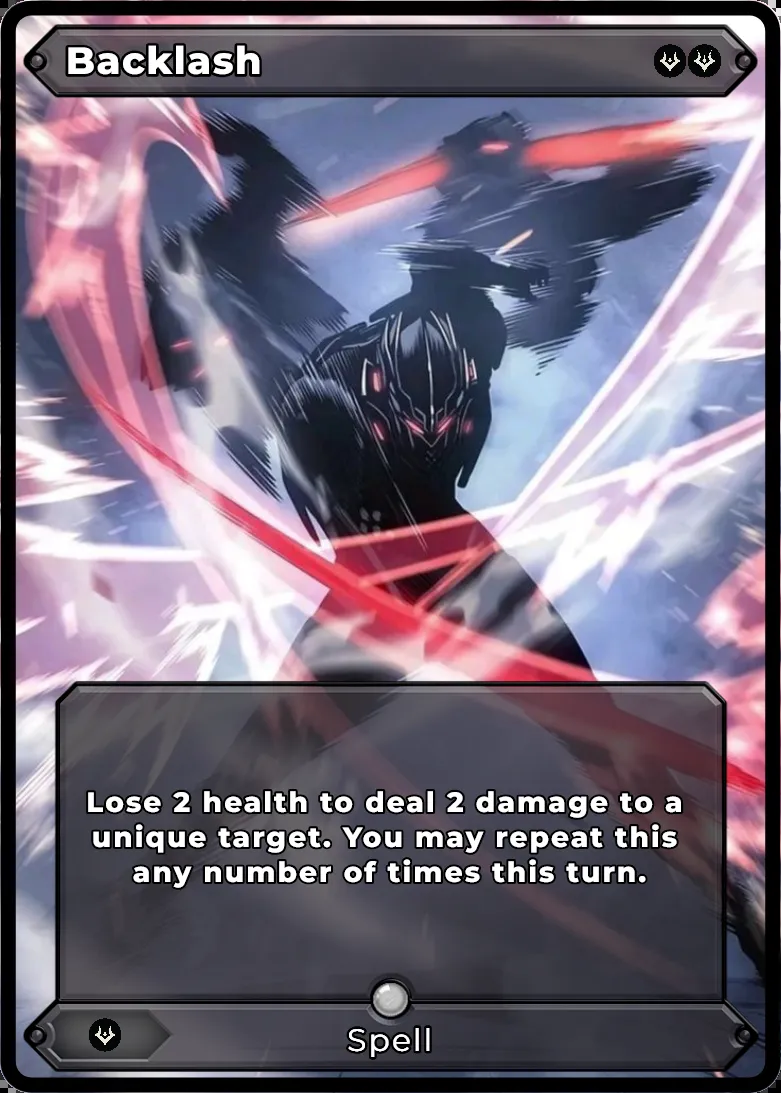 Backlash
Lose 2 health to deal 2 damage to a
unique target. You may repeat this
any number of times this turn.
Spell